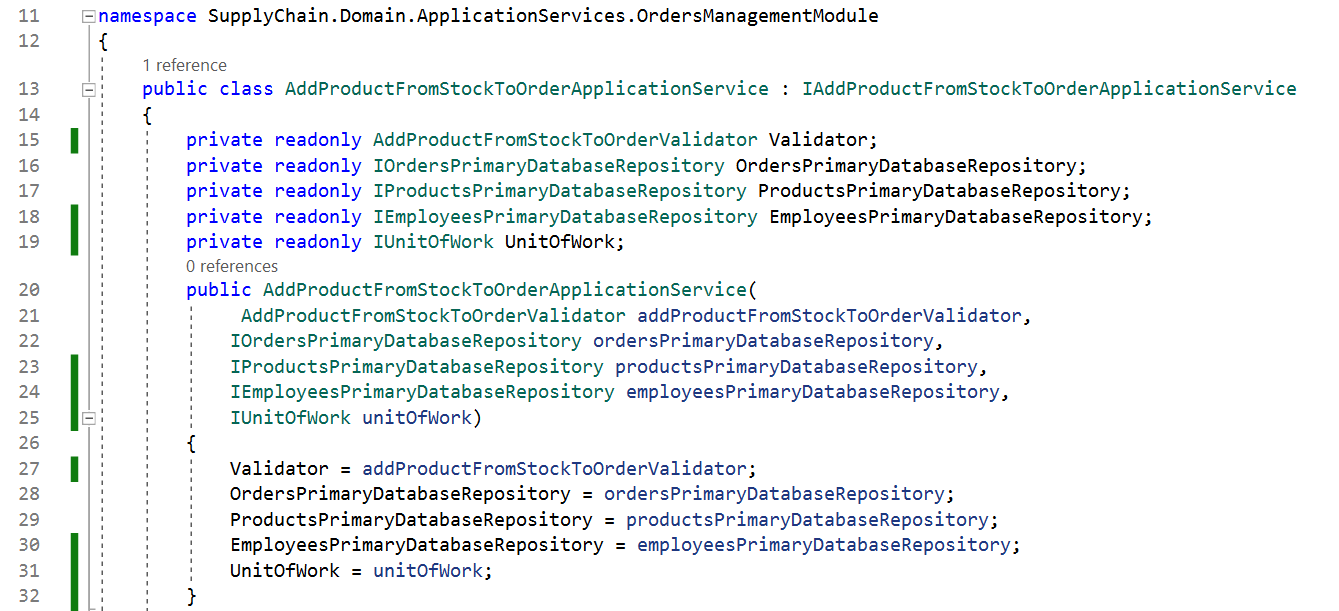 11 namespace SupplyChain.Domain.ApplicationServices.OrdersManagementModule
12 {
1 reference
13 public class AddProductFromStockToOrderApplicationService : IAddProductFromStockToOrderApplicationService
14 {
15 private readonly AddProductFromStockToOrderValidator Validator;
16 private readonly IOrdersPrimaryDatabaseRepository OrdersPrimaryDatabaseRepository;
17 private readonly IProductsPrimaryDatabaseRepository ProductsPrimaryDatabaseRepository;
18 private readonly IEmployeesPrimaryDatabaseRepository EmployeesPrimaryDatabaseRepository;
19 private readonly IUnitOfWork UnitOfWork;
0 references
20 public AddProductFromStockToOrderApplicationService(
21 AddProductFromStockToOrderValidator addProductFromStockToOrderValidator,
22 IOrdersPrimaryDatabaseRepository ordersPrimaryDatabaseRepository,
23 IProductsPrimaryDatabaseRepository productsPrimaryDatabaseRepository,
24 IEmployeesPrimaryDatabaseRepository employeesPrimaryDatabaseRepository,
25 IUnitOfWork unitOfWork)
26 {
27 Validator = addProductFromStockToOrderValidator;
28 OrdersPrimaryDatabaseRepository = ordersPrimaryDatabaseRepository;
29 ProductsPrimaryDatabaseRepository = productsPrimaryDatabaseRepository;
30 EmployeesPrimaryDatabaseRepository = employeesPrimaryDatabaseRepository;
31 UnitOfWork = unitOfWork;
32 }